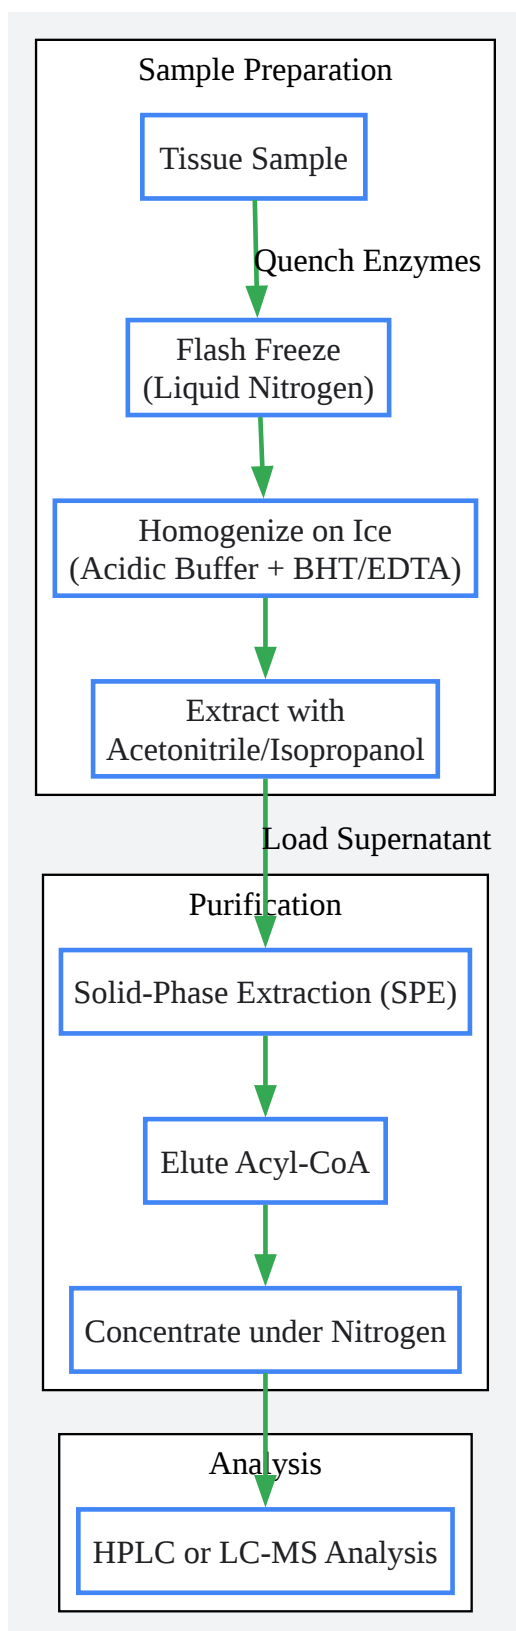 Sample Preparation
Tissue Sample
Quench Enzymes
Flash Freeze
(Liquid Nitrogen)
Homogenize on Ice
(Acidic Buffer + BHT/EDTA)
Extract with
Acetonitrile/Isopropanol
Load Supernatant
Purification
Solid-Phase Extraction (SPE)
Elute Acyl-CoA
Concentrate under Nitrogen
Analysis
HPLC or LC-MS Analysis